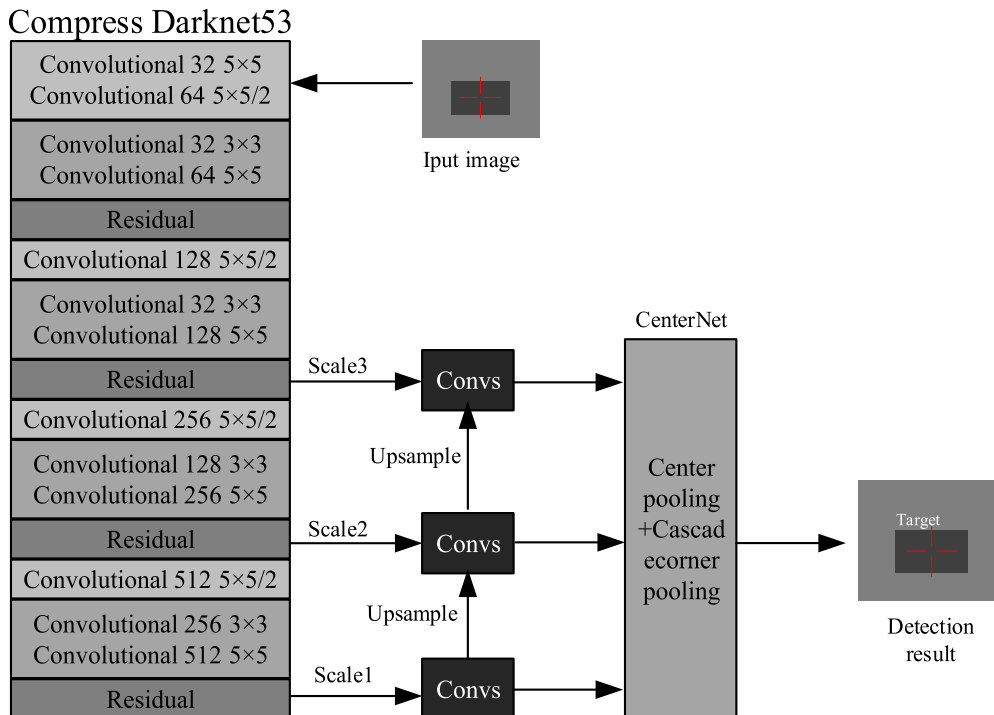 Compress Darknet53
Convolutional 32 5×5
Convolutional 64 5×5/2
Convolutional 32 3×3
Convolutional 64 5×5
Residual
Convolutional 128 5×5/2
Convolutional 32 3×3
Convolutional 128 5×5
Residual
Convolutional 256 5×5/2
Convolutional 128 3×3
Convolutional 256 5×5
Residual
Convolutional 512 5×5/2
Convolutional 256 3×3
Convolutional 512 5×5
Residual
Iput image
Scale3
Convs
Upsample
Scale2
Convs
Upsample
Scale1
Convs
CenterNet
Center
pooling
+Cascad
ecorner
pooling
Target
Detection
result